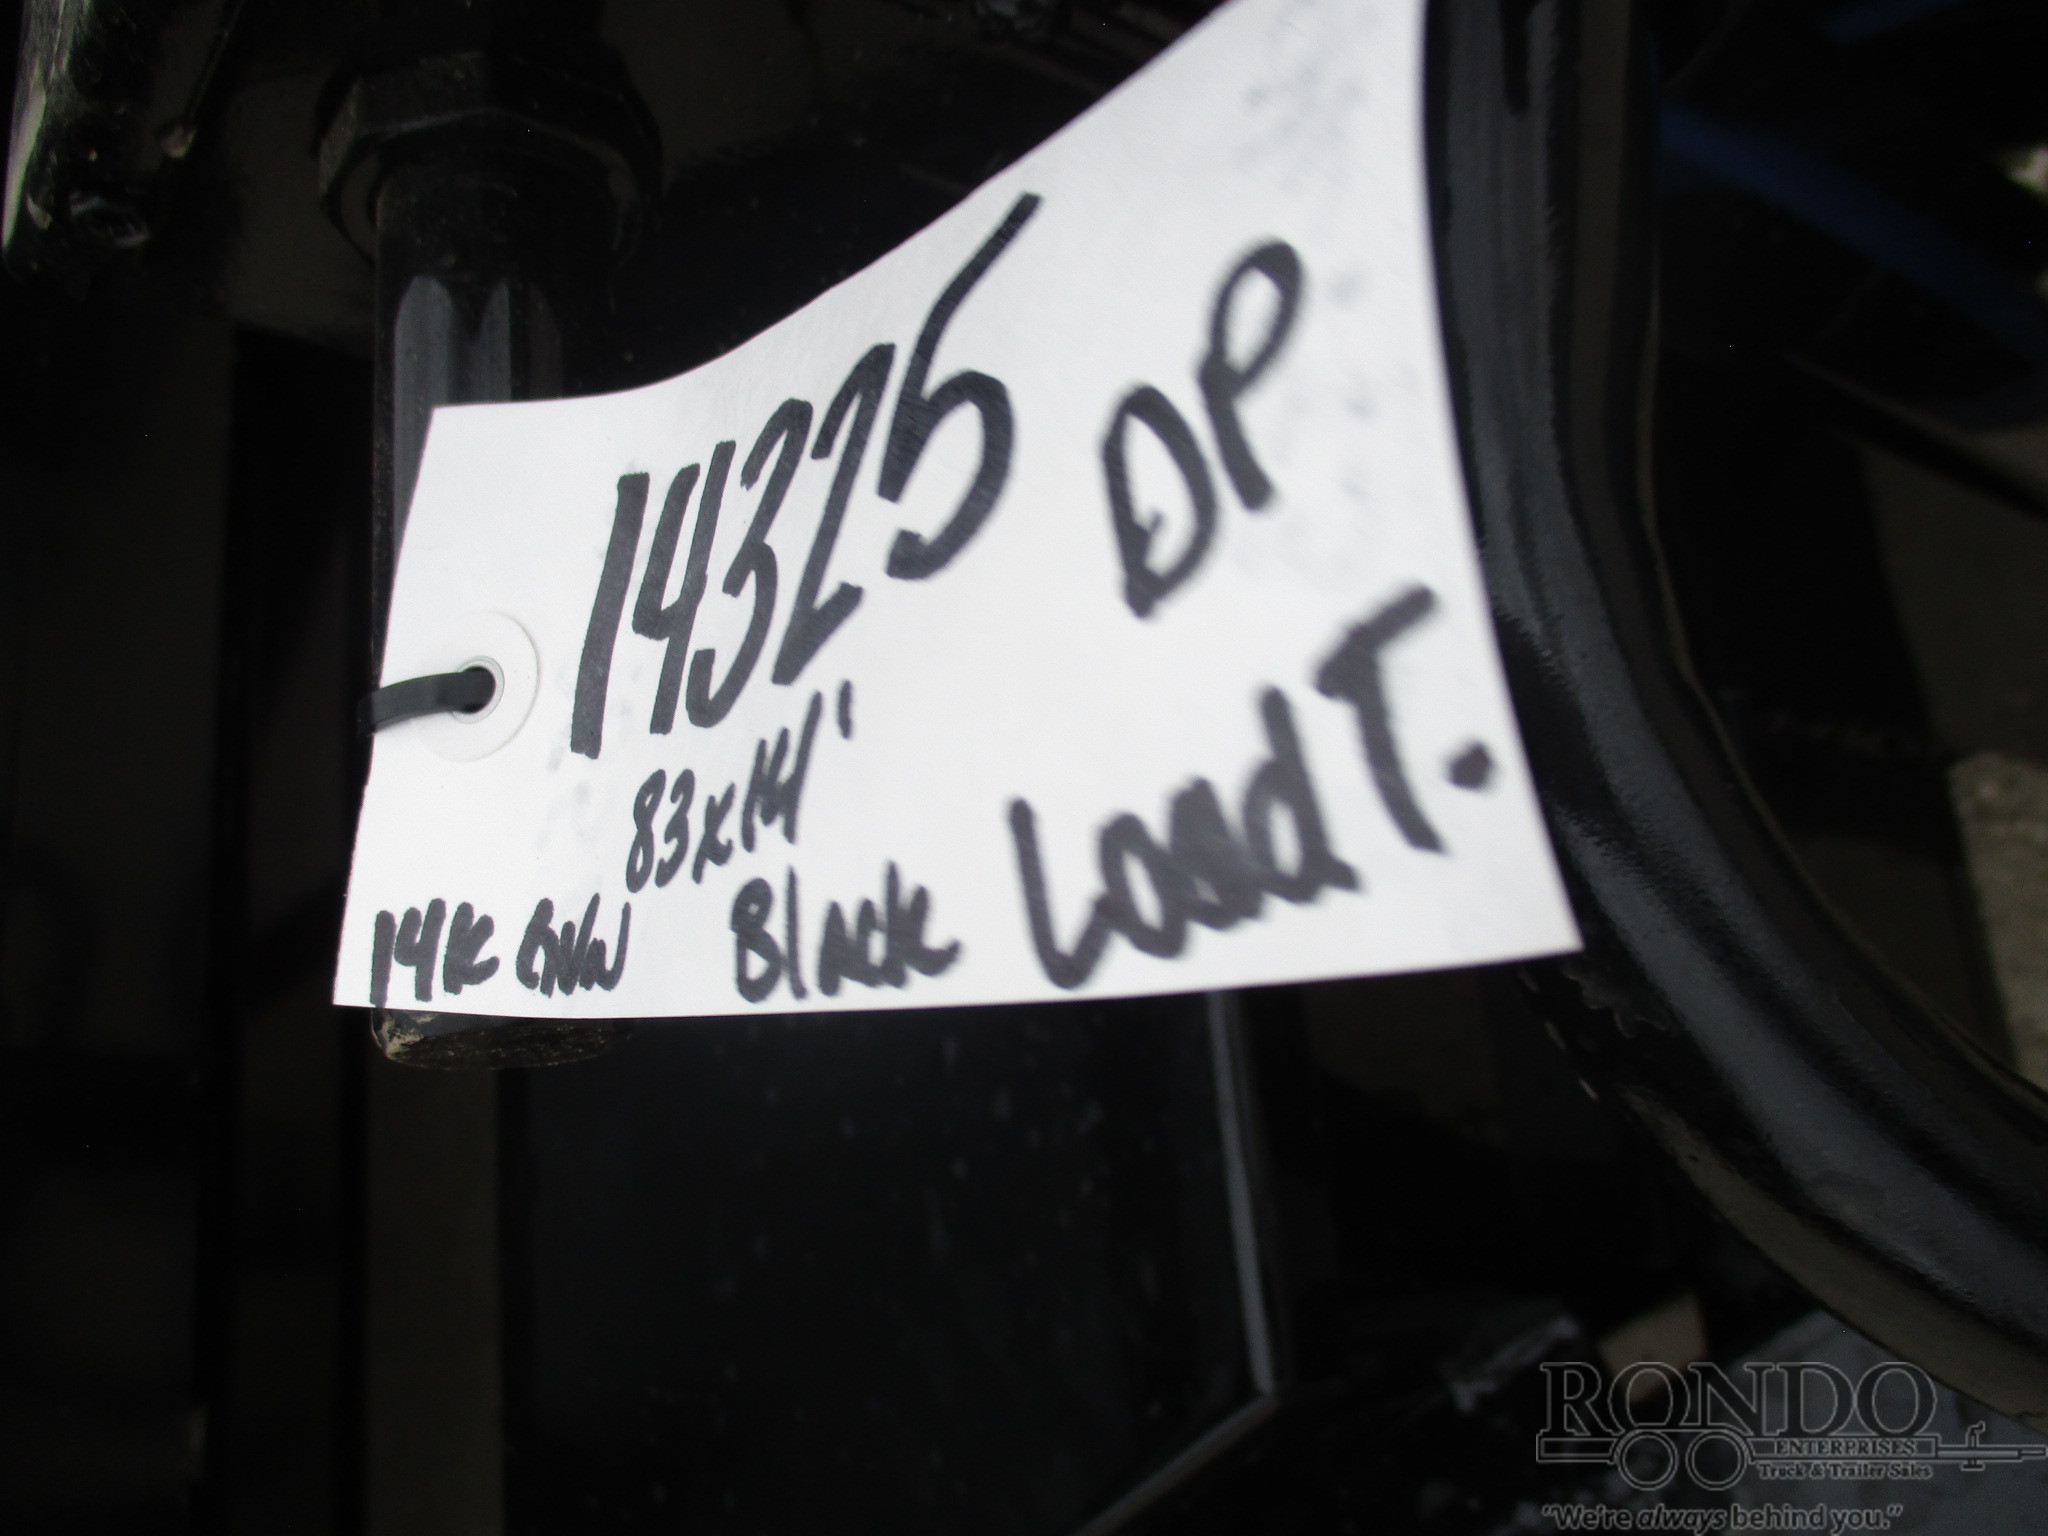 14325 DP
83x14'
14K GVW Black Load T.
RONDO
ENTERPRISES
Truck & Trailer Sales
"We're always behind you."